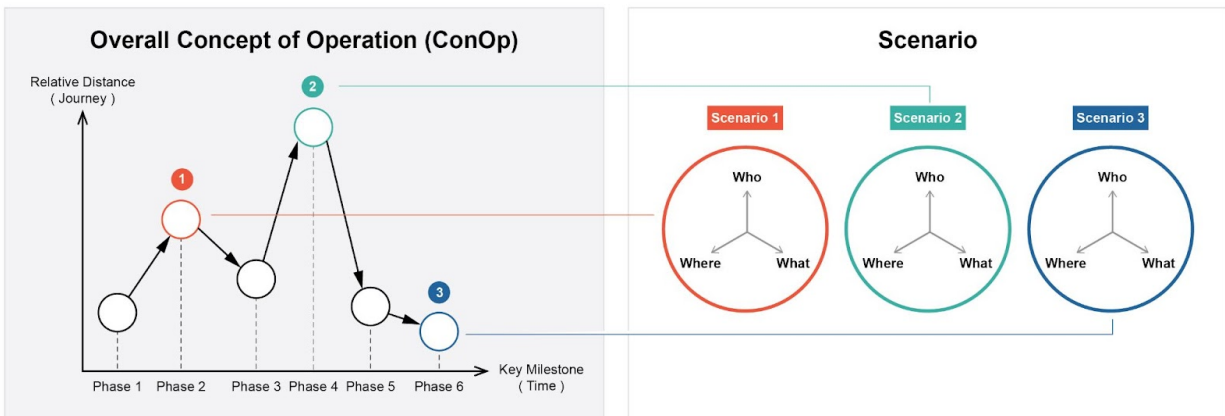 Overall Concept of Operation (ConOp)
Relative Distance
( Journey )
1
2
3
Phase 1
Phase 2
Phase 3
Phase 4
Phase 5
Phase 6
Key Milestone
( Time )
Scenario
Scenario 1
Who
Where
What
Scenario 2
Who
Where
What
Scenario 3
Who
Where
What